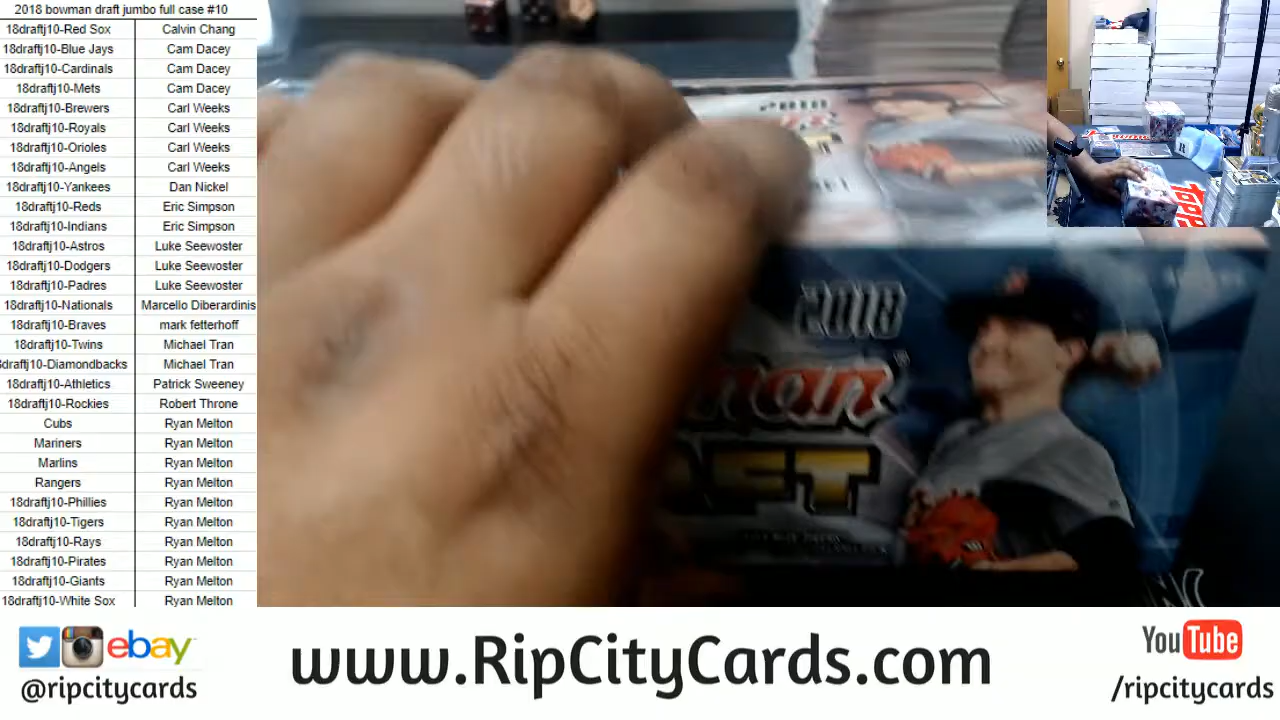 2018 bowman draft jumbo full case #10
18draftj10-Red Sox Calvin Chang
18draftj10-Blue Jays Cam Dacey
18draftj10-Cardinals Cam Dacey
18draftj10-Mets Cam Dacey
18draftj10-Brewers Carl Weeks
18draftj10-Royals Carl Weeks
18draftj10-Orioles Carl Weeks
18draftj10-Angels Carl Weeks
18draftj10-Yankees Dan Nickel
18draftj10-Reds Eric Simpson
18draftj10-Indians Eric Simpson
18draftj10-Astros Luke Seewoster
18draftj10-Dodgers Luke Seewoster
18draftj10-Padres Luke Seewoster
18draftj10-Nationals Marcello Diberardinis
18draftj10-Braves mark fetterhoff
18draftj10-Twins Michael Tran
8draftj10-Diamondbacks Michael Tran
18draftj10-Athletics Patrick Sweeney
18draftj10-Rockies Robert Throne
Cubs Ryan Melton
Mariners Ryan Melton
Marlins Ryan Melton
Rangers Ryan Melton
18draftj10-Phillies Ryan Melton
18draftj10-Tigers Ryan Melton
18draftj10-Rays Ryan Melton
18draftj10-Pirates Ryan Melton
18draftj10-Giants Ryan Melton
18draftj10-White Sox Ryan Melton
2018
2018
man®
AFT
TOPPS
ebay
@ripcitycards
www.RipCityCards.com
YouTube
/ripcitycards